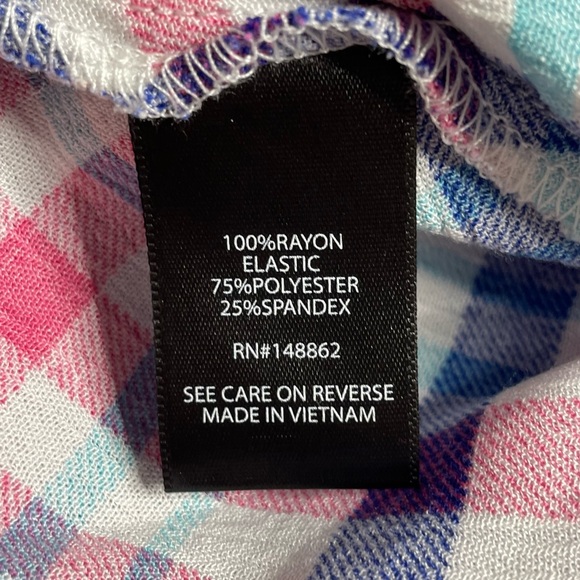 100%RAYON
ELASTIC
75%POLYESTER
25%SPANDEX
RN#148862
SEE CARE ON REVERSE
MADE IN VIETNAM